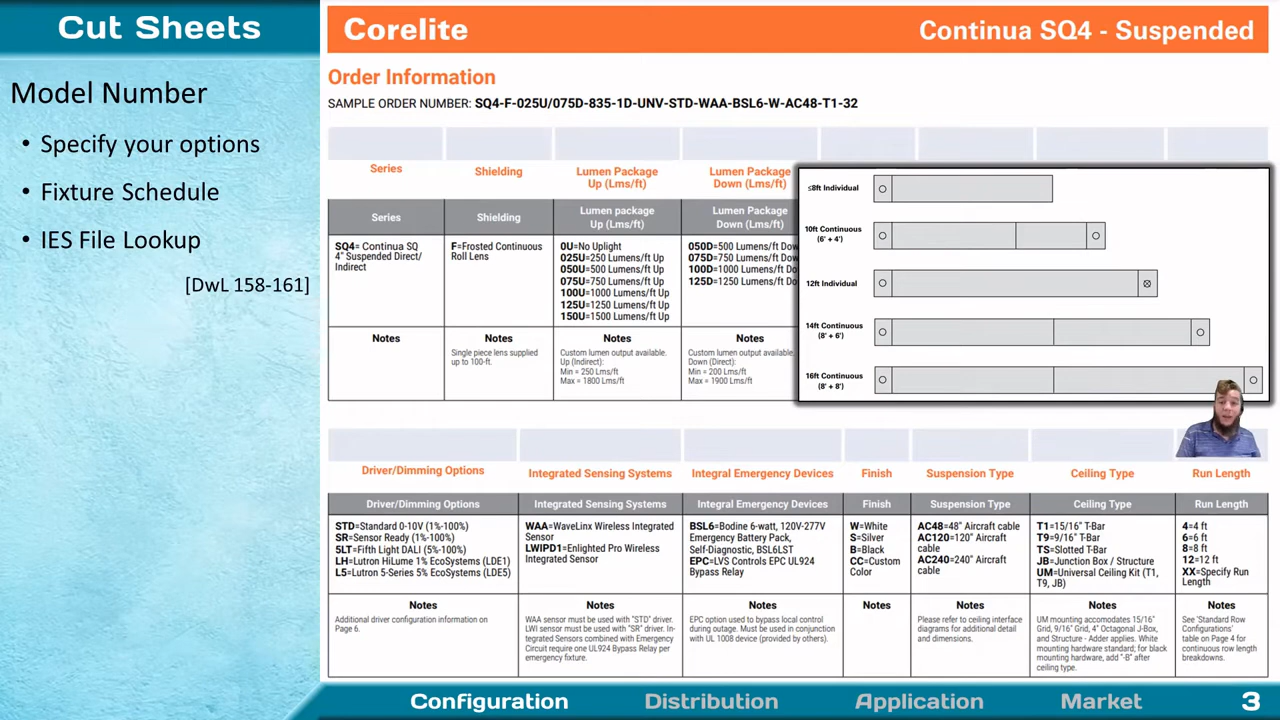 Cut Sheets
Model Number
• Specify your options
• Fixture Schedule
• IES File Lookup
[DwL 158-161]
Corelite
Continua SQ4 - Suspended
Order Information
SAMPLE ORDER NUMBER: SQ4-F-025U/075D-835-1D-UNV-STD-WAA-BSL6-W-AC48-T1-32
Series
Shielding
Lumen Package
Up (Lms/ft)
Lumen Package
Down (Lms/ft)
Series
Shielding
Lumen package
Up (Lms/ft)
Lumen Package
Down (Lms/ft)
SQ4= Continua SQ
4" Suspended Direct/
Indirect
F=Frosted Continuous
Roll Lens
0U=No Uplight
025U=250 Lumens/ft Up
050U=500 Lumens/ft Up
075U=750 Lumens/ft Up
100U=1000 Lumens/ft Up
125U=1250 Lumens/ft Up
150U=1500 Lumens/ft Up
050D=500 Lumens/ft Dow
075D=750 Lumens/ft Dow
100D=1000 Lumens/ft Do
125D=1250 Lumens/ft Do
Notes
Notes
Single piece lens supplied
up to 100-ft.
Notes
Custom lumen output available.
Up (Indirect):
Min = 250 Lms/ft
Max = 1800 Lms/ft
Notes
Custom lumen output available.
Down (Direct):
Min = 200 Lms/ft
Max = 1900 Lms/ft
≤8ft Individual
10ft Continuous
(6' + 4')
12ft Individual
14ft Continuous
(8' + 6')
16ft Continuous
(8' + 8')
Driver/Dimming Options
Integrated Sensing Systems
Integral Emergency Devices
Finish
Suspension Type
Ceiling Type
Run Length
Driver/Dimming Options
Integrated Sensing Systems
Integral Emergency Devices
Finish
Suspension Type
Ceiling Type
Run Length
STD=Standard 0-10V (1%-100%)
SR=Sensor Ready (1%-100%)
5LT=Fifth Light DALI (5%-100%)
LH=Lutron HiLume 1% EcoSystems (LDE1)
L5=Lutron 5-Series 5% EcoSystems (LDE5)
WAA=WaveLinx Wireless Integrated
Sensor
LWIPD1=Enlighted Pro Wireless
Integrated Sensor
BSL6=Bodine 6-watt, 120V-277V
Emergency Battery Pack,
Self-Diagnostic, BSL6LST
EPC=LVS Controls EPC UL924
Bypass Relay
W=White
S=Silver
B=Black
CC=Custom
Color
AC48=48" Aircraft cable
AC120=120" Aircraft
cable
AC240=240" Aircraft
cable
T1=15/16" T-Bar
T9=9/16" T-Bar
TS=Slotted T-Bar
JB=Junction Box / Structure
UM=Universal Ceiling Kit (T1,
T9, JB)
4=4 ft
6=6 ft
8=8 ft
12=12 ft
XX=Specify Run
Length
Notes
Additional driver configuration information on
Page 6.
Notes
WAA sensor must be used with "STD" driver.
LWI sensor must be used with "SR" driver. In-
tegrated Sensors combined with Emergency
Circuit require one UL924 Bypass Relay per
emergency fixture.
Notes
EPC option used to bypass local control
during outage. Must be used in conjunction
with UL 1008 device (provided by others).
Notes
Notes
Please refer to ceiling interface
diagrams for additional detail
and dimensions.
Notes
UM mounting accomodates 15/16"
Grid, 9/16" Grid, 4" Octagonal J-Box,
and Structure - Adder applies. White
mounting hardware standard; for black
mounting hardware, add "-B" after
ceiling type.
Notes
See 'Standard Row
Configurations'
table on Page 4 for
continuous row length
breakdowns.
Configuration
Distribution
Application
Market
3